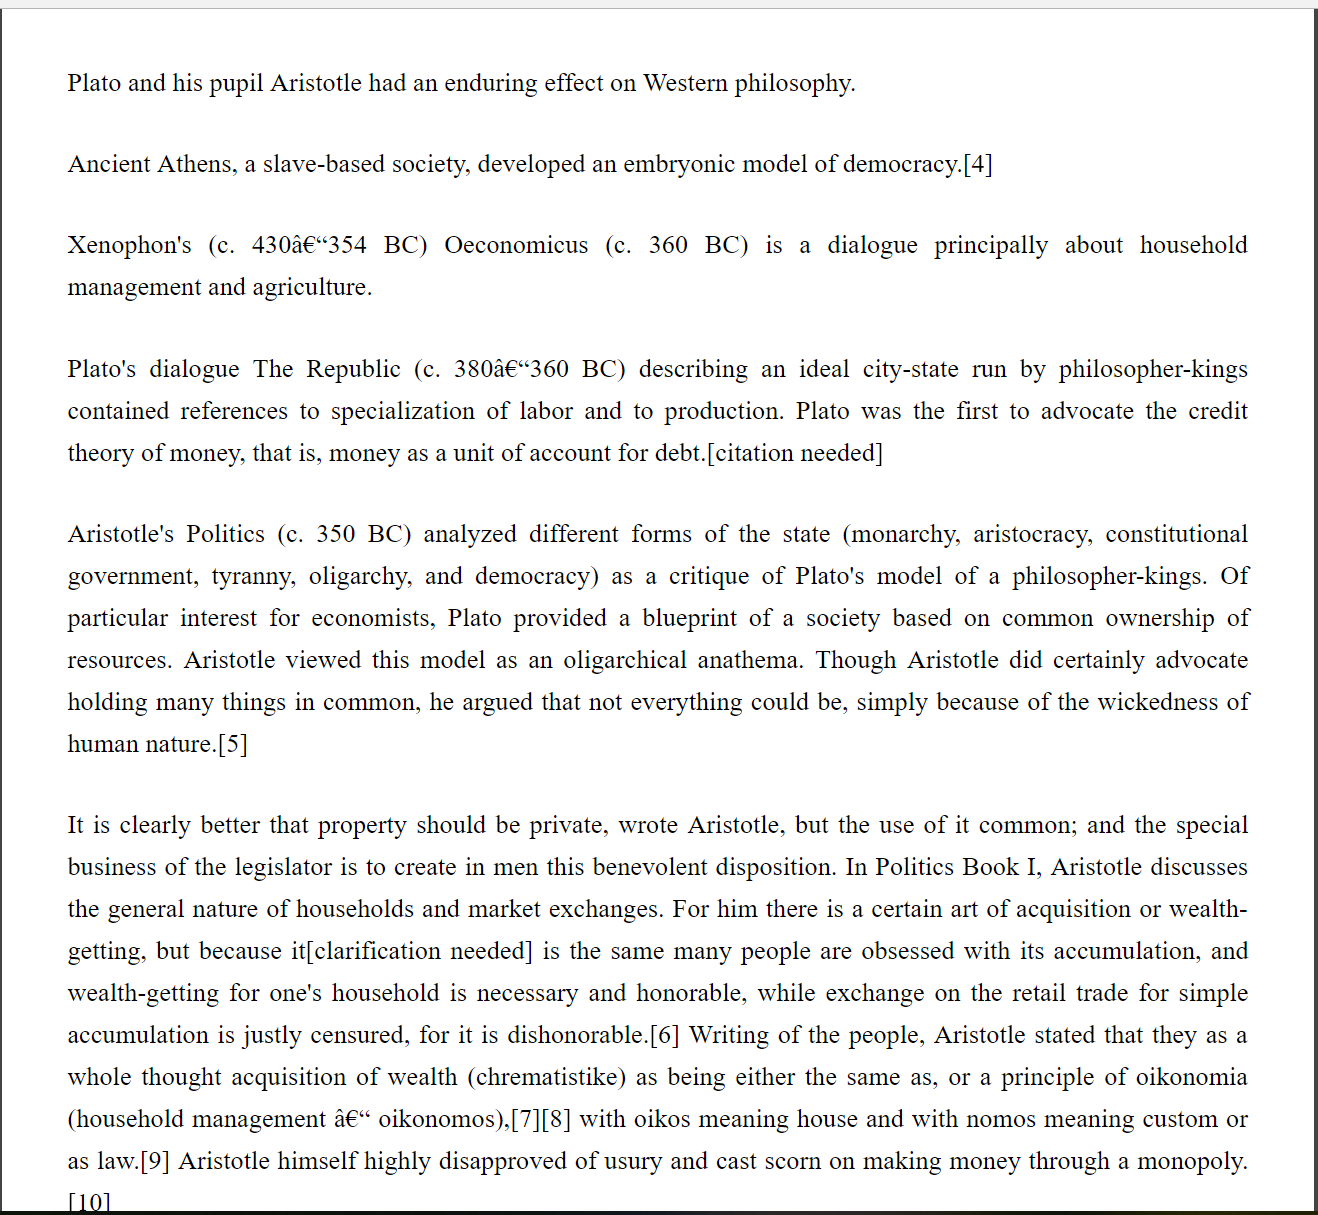 Plato and his pupil Aristotle had an enduring effect on Western philosophy.
Ancient Athens, a slave-based society, developed an embryonic model of democracy.[4]
Xenophon's (c. 430â€“354 BC) Oeconomicus (c. 360 BC) is a dialogue principally about household
management and agriculture.
Plato's dialogue The Republic (c. 380â€“360 BC) describing an ideal city-state run by philosopher-kings
contained references to specialization of labor and to production. Plato was the first to advocate the credit
theory of money, that is, money as a unit of account for debt.[citation needed]
Aristotle's Politics (c. 350 BC) analyzed different forms of the state (monarchy, aristocracy, constitutional
government, tyranny, oligarchy, and democracy) as a critique of Plato's model of a philosopher-kings. Of
particular interest for economists, Plato provided a blueprint of a society based on common ownership of
resources. Aristotle viewed this model as an oligarchical anathema. Though Aristotle did certainly advocate
holding many things in common, he argued that not everything could be, simply because of the wickedness of
human nature.[5]
It is clearly better that property should be private, wrote Aristotle, but the use of it common; and the special
business of the legislator is to create in men this benevolent disposition. In Politics Book I, Aristotle discusses
the general nature of households and market exchanges. For him there is a certain art of acquisition or wealth-
getting, but because it[clarification needed] is the same many people are obsessed with its accumulation, and
wealth-getting for one's household is necessary and honorable, while exchange on the retail trade for simple
accumulation is justly censured, for it is dishonorable.[6] Writing of the people, Aristotle stated that they as a
whole thought acquisition of wealth (chrematistike) as being either the same as, or a principle of oikonomia
(household management â€“ oikonomos),[7][8] with oikos meaning house and with nomos meaning custom or
as law.[9] Aristotle himself highly disapproved of usury and cast scorn on making money through a monopoly.
[10]